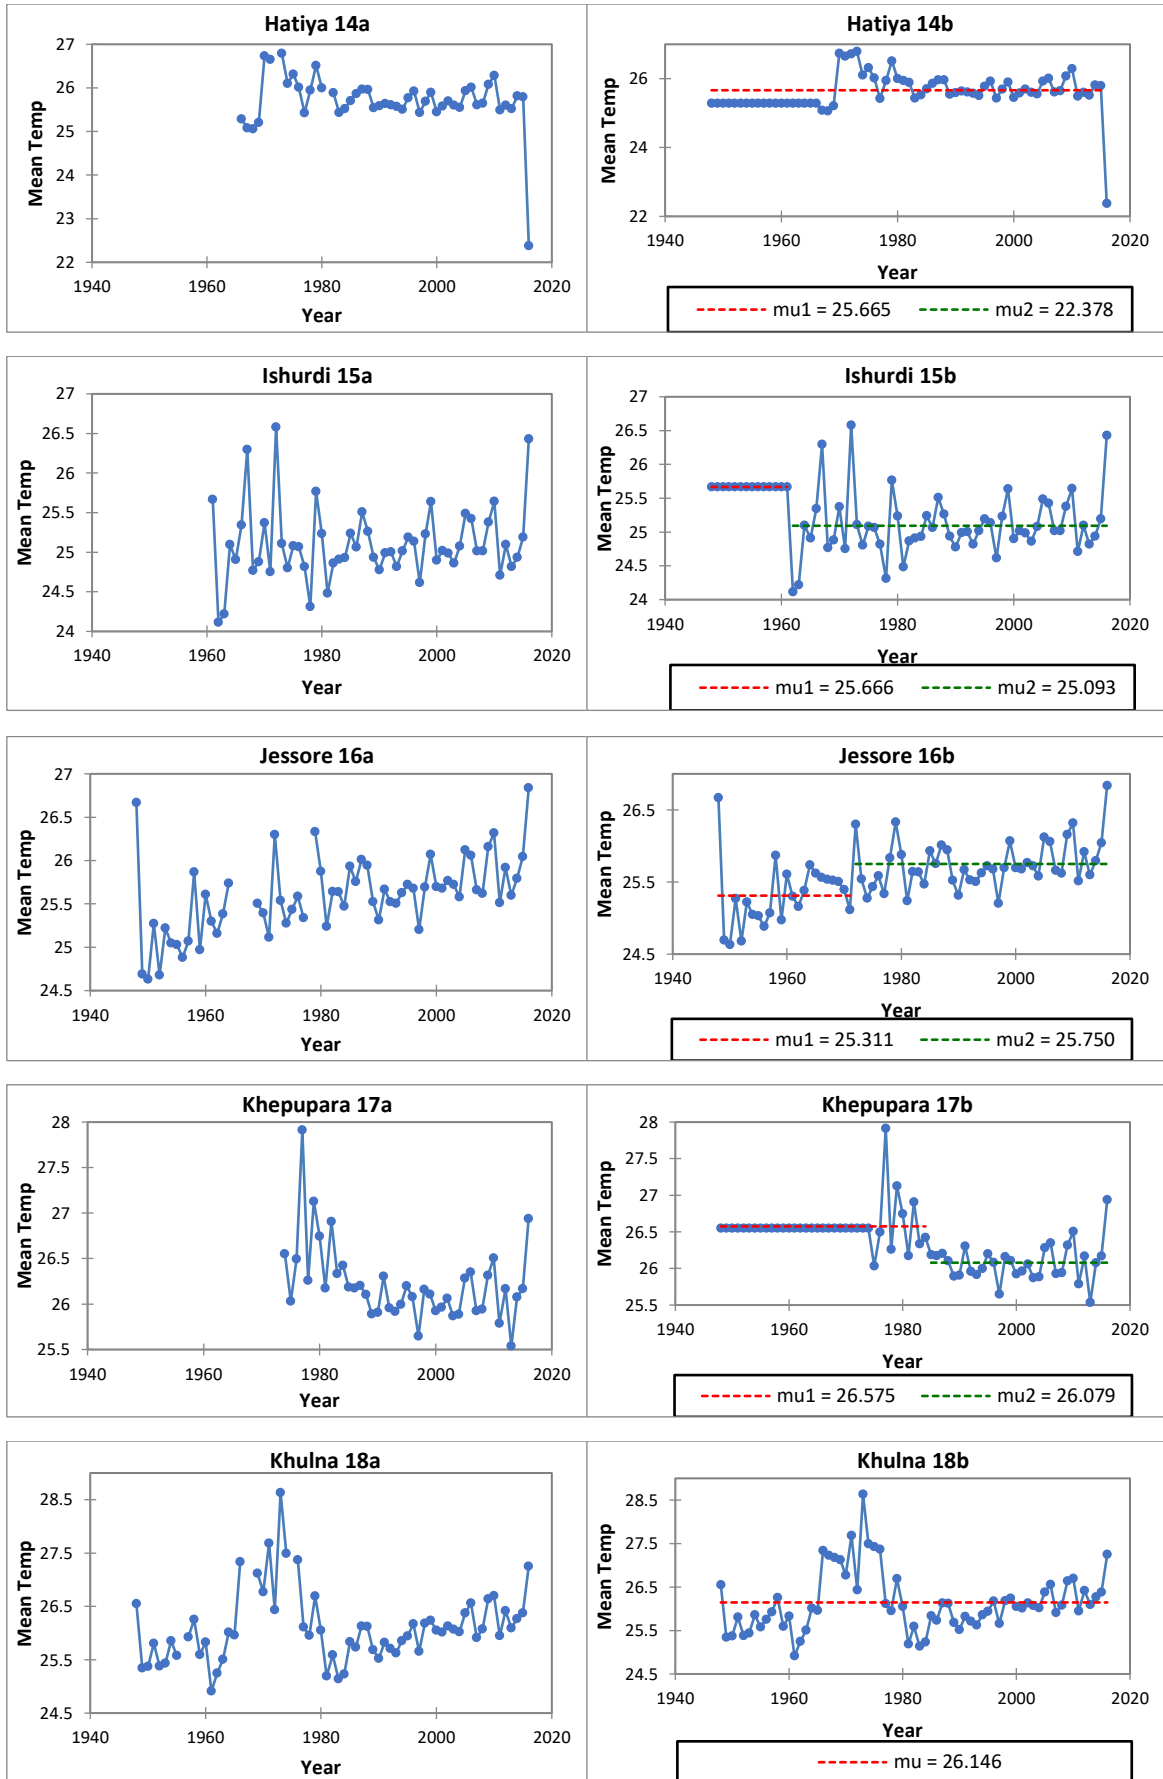 Hatiya 14a
Mean Temp
27
26
25
24
23
22
1940 1960 1980 2000 2020
Year
Hatiya 14b
Mean Temp
26
24
22
1940 1960 1980 2000 2020
Year
mu1 = 25.665 mu2 = 22.378
Ishurdi 15a
Mean Temp
27
26.5
26
25.5
25
24.5
24
1940 1960 1980 2000 2020
Year
Ishurdi 15b
Mean Temp
27
26.5
26
25.5
25
24.5
24
1940 1960 1980 2000 2020
Year
mu1 = 25.666 mu2 = 25.093
Jessore 16a
Mean Temp
27
26.5
26
25.5
25
24.5
1940 1960 1980 2000 2020
Year
Jessore 16b
Mean Temp
26.5
25.5
24.5
1940 1960 1980 2000 2020
Year
mu1 = 25.311 mu2 = 25.750
Khepupara 17a
Mean Temp
28
27.5
27
26.5
26
25.5
1940 1960 1980 2000 2020
Year
Khepupara 17b
Mean Temp
28
27.5
27
26.5
26
25.5
1940 1960 1980 2000 2020
Year
mu1 = 26.575 mu2 = 26.079
Khulna 18a
Mean Temp
28.5
27.5
26.5
25.5
24.5
1940 1960 1980 2000 2020
Year
Khulna 18b
Mean Temp
28.5
27.5
26.5
25.5
24.5
1940 1960 1980 2000 2020
Year
mu = 26.146